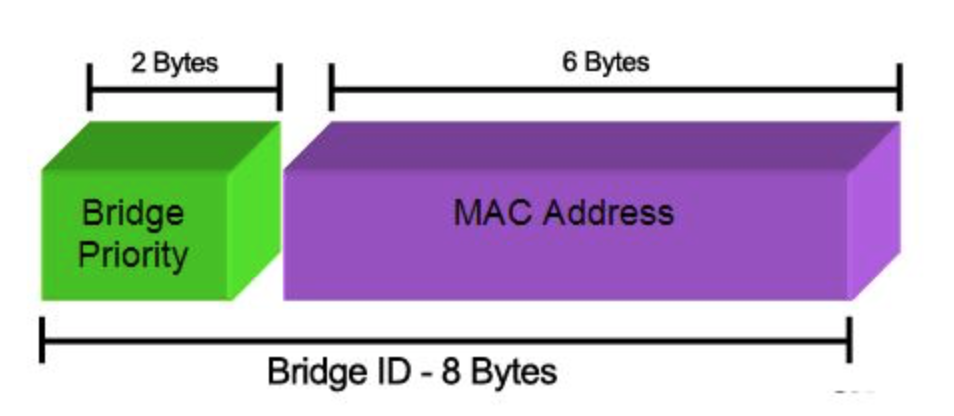 2 Bytes
6 Bytes
Bridge
Priority
MAC Address
Bridge ID - 8 Bytes